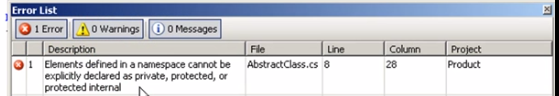 Error List
1 Error
0 Warnings
0 Messages
Description File Line Column Project
1 Elements defined in a namespace cannot be AbstractClass.cs 8 28 Product
explicitly declared as private, protected, or
protected internal